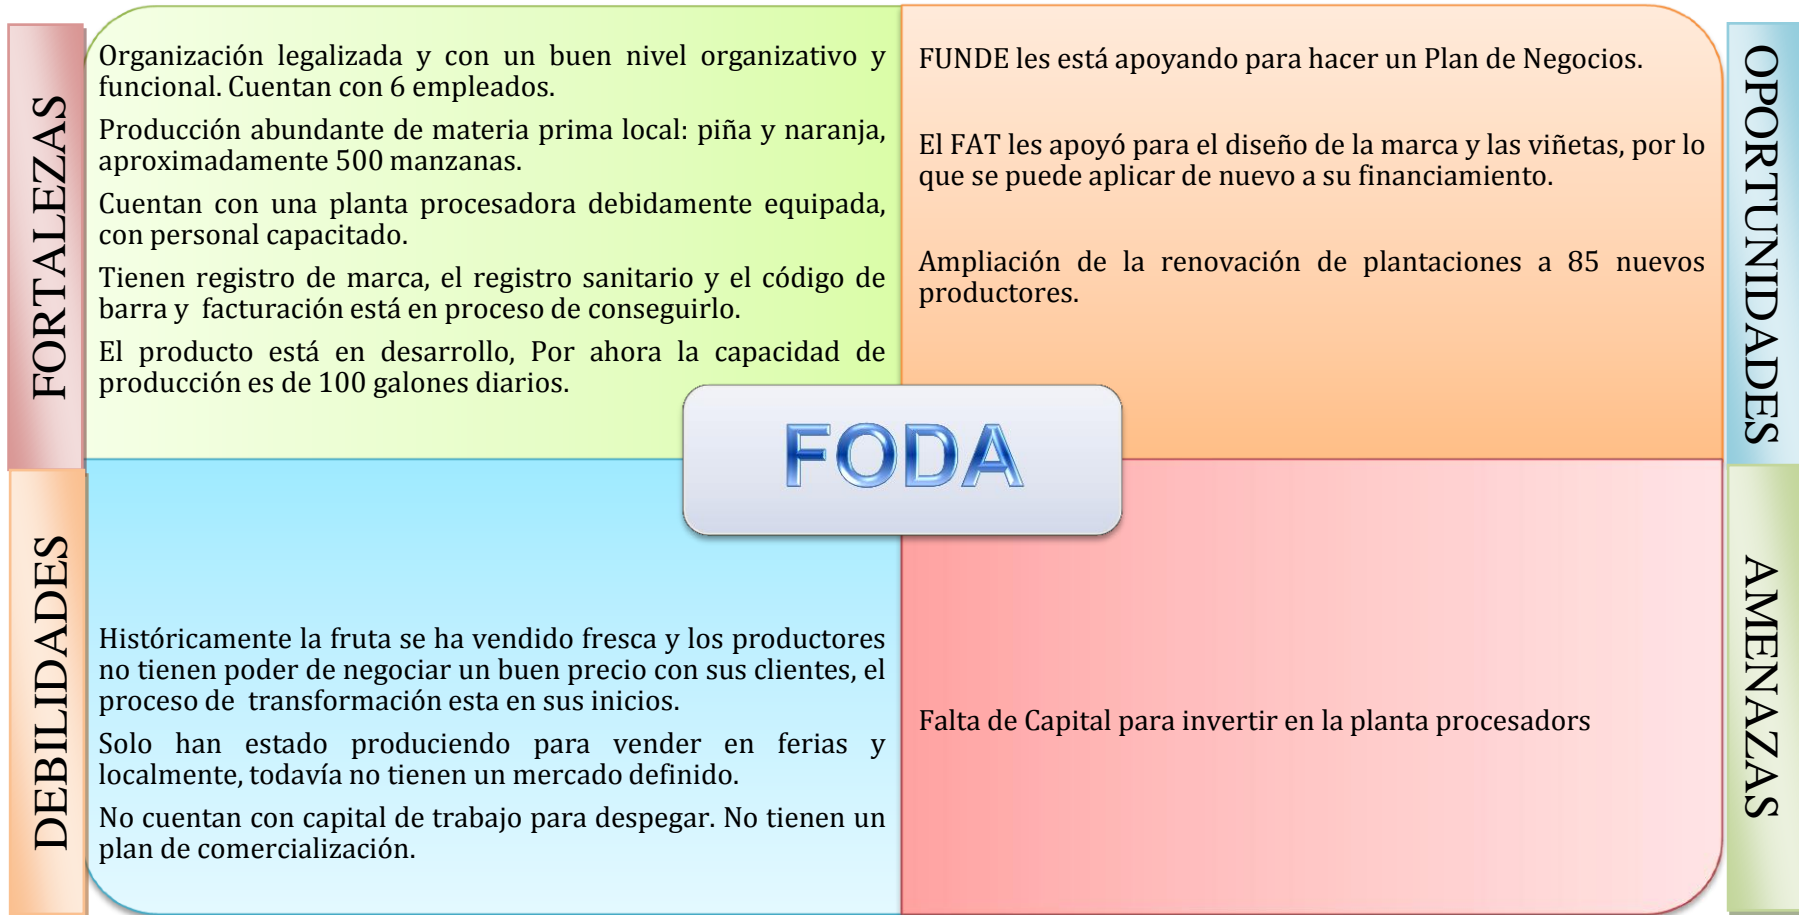 FORTALEZAS
Organización legalizada y con un buen nivel organizativo y
funcional. Cuentan con 6 empleados.
Producción abundante de materia prima local: piña y naranja,
aproximadamente 500 manzanas.
Cuentan con una planta procesadora debidamente equipada,
con personal capacitado.
Tienen registro de marca, el registro sanitario y el código de
barra y facturación está en proceso de conseguirlo.
El producto está en desarrollo, Por ahora la capacidad de
producción es de 100 galones diarios.
OPORTUNIDADES
FUNDE les está apoyando para hacer un Plan de Negocios.
El FAT les apoyó para el diseño de la marca y las viñetas, por lo
que se puede aplicar de nuevo a su financiamiento.
Ampliación de la renovación de plantaciones a 85 nuevos
productores.
FODA
DEBILIDADES
Históricamente la fruta se ha vendido fresca y los productores
no tienen poder de negociar un buen precio con sus clientes, el
proceso de transformación esta en sus inicios.
Solo han estado produciendo para vender en ferias y
localmente, todavía no tienen un mercado definido.
No cuentan con capital de trabajo para despegar. No tienen un
plan de comercialización.
AMENAZAS
Falta de Capital para invertir en la planta procesadors